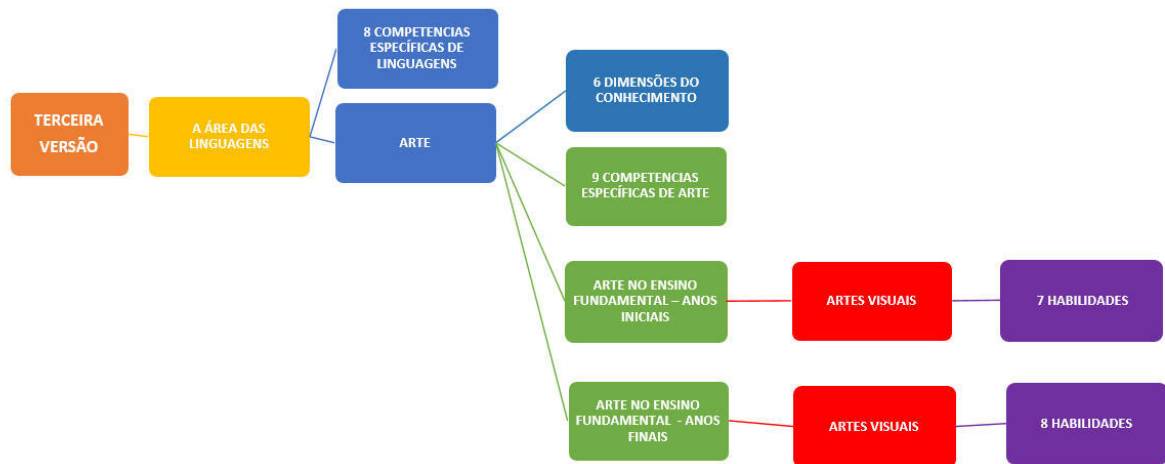 TERCEIRA
VERSÃO
A ÁREA DAS
LINGUAGENS
8 COMPETENCIAS
ESPECÍFICAS DE
LINGUAGENS
ARTE
6 DIMENSÕES DO
CONHECIMENTO
9 COMPETENCIAS
ESPECÍFICAS DE ARTE
ARTE NO ENSINO
FUNDAMENTAL – ANOS
INICIAIS
ARTES VISUAIS
7 HABILIDADES
ARTE NO ENSINO
FUNDAMENTAL - ANOS
FINAIS
ARTES VISUAIS
8 HABILIDADES